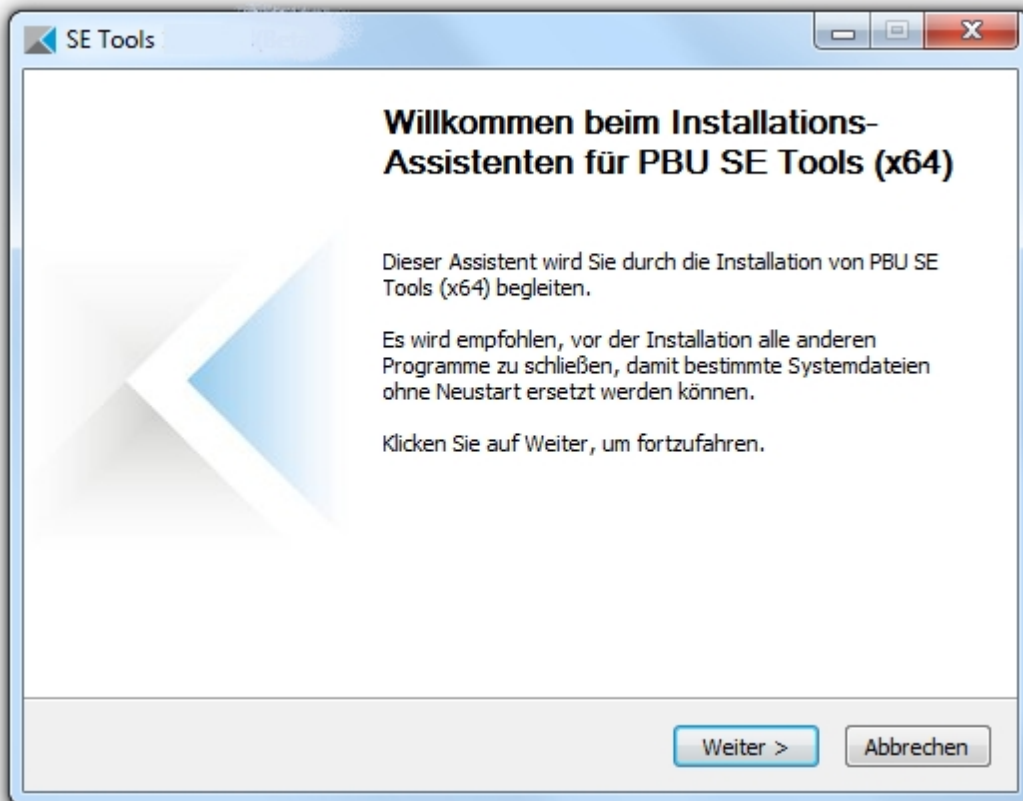 SE Tools
Willkommen beim Installations-
Assistenten für PBU SE Tools (x64)
Dieser Assistent wird Sie durch die Installation von PBU SE
Tools (x64) begleiten.
Es wird empfohlen, vor der Installation alle anderen
Programme zu schließen, damit bestimmte Systemdateien
ohne Neustart ersetzt werden können.
Klicken Sie auf Weiter, um fortzufahren.
Weiter >
Abbrechen